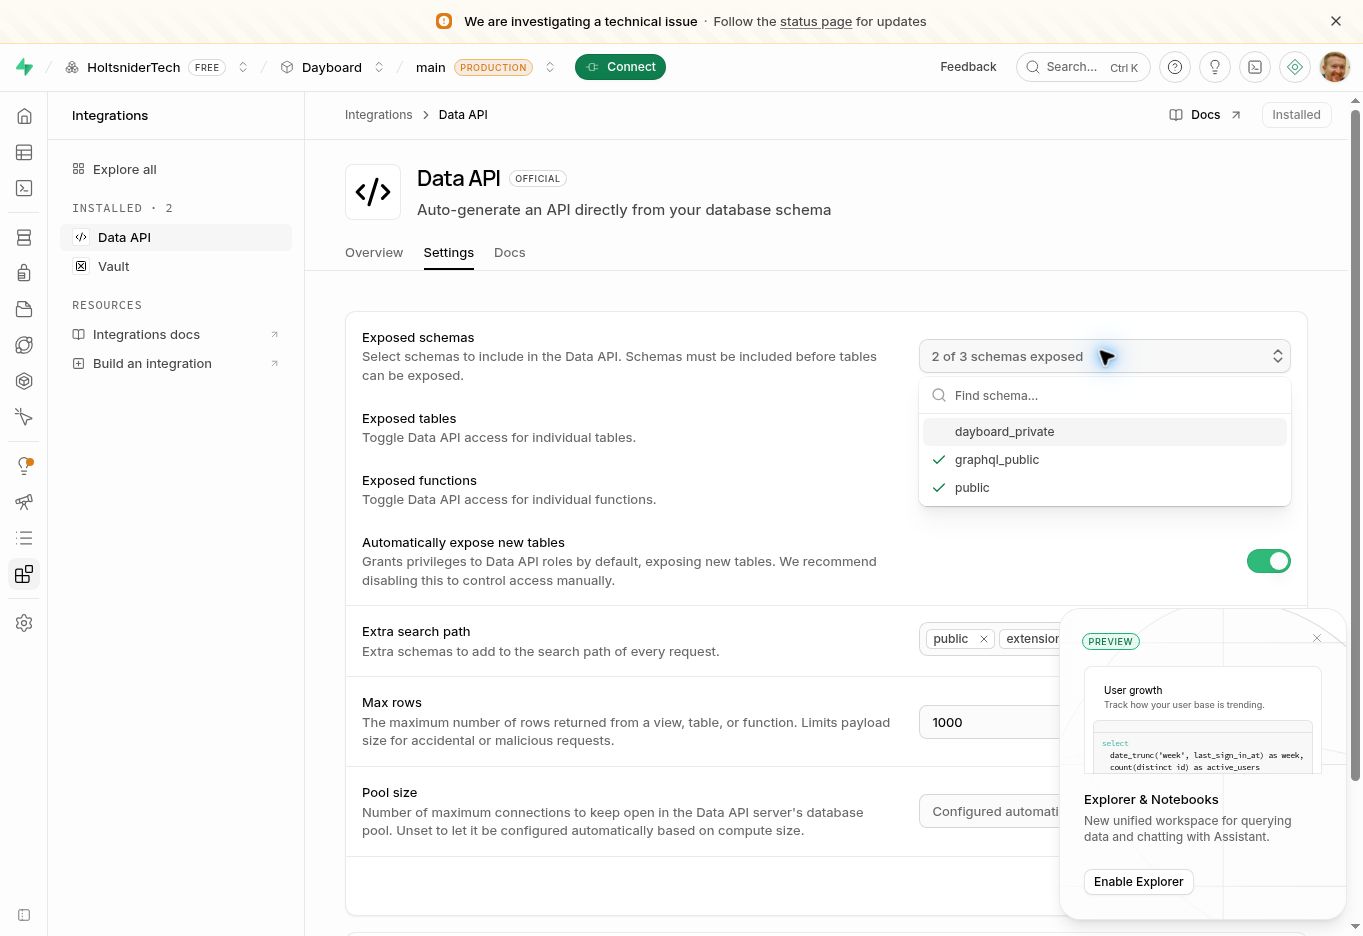 We are investigating a technical issue · Follow the status page for updates
HoltsniderTech FREE
Dayboard
main PRODUCTION
Connect
Feedback
Search... Ctrl K
Integrations
Integrations > Data API
Docs
Installed
Explore all
INSTALLED · 2
Data API
Vault
RESOURCES
Integrations docs
Build an integration
Data API OFFICIAL
Auto-generate an API directly from your database schema
Overview Settings Docs
Exposed schemas
Select schemas to include in the Data API. Schemas must be included before tables
can be exposed.
2 of 3 schemas exposed
Find schema...
dayboard_private
graphql_public
public
Exposed tables
Toggle Data API access for individual tables.
Exposed functions
Toggle Data API access for individual functions.
Automatically expose new tables
Grants privileges to Data API roles by default, exposing new tables. We recommend
disabling this to control access manually.
Extra search path
Extra schemas to add to the search path of every request.
public extension
Max rows
The maximum number of rows returned from a view, table, or function. Limits payload
size for accidental or malicious requests.
1000
Pool size
Number of maximum connections to keep open in the Data API server's database
pool. Unset to let it be configured automatically based on compute size.
Configured automati
PREVIEW
User growth
Track how your user base is trending.
select
date_trunc('week', last_sign_in_at) as week,
count(distinct id) as active_users
Explorer & Notebooks
New unified workspace for querying
data and chatting with Assistant.
Enable Explorer